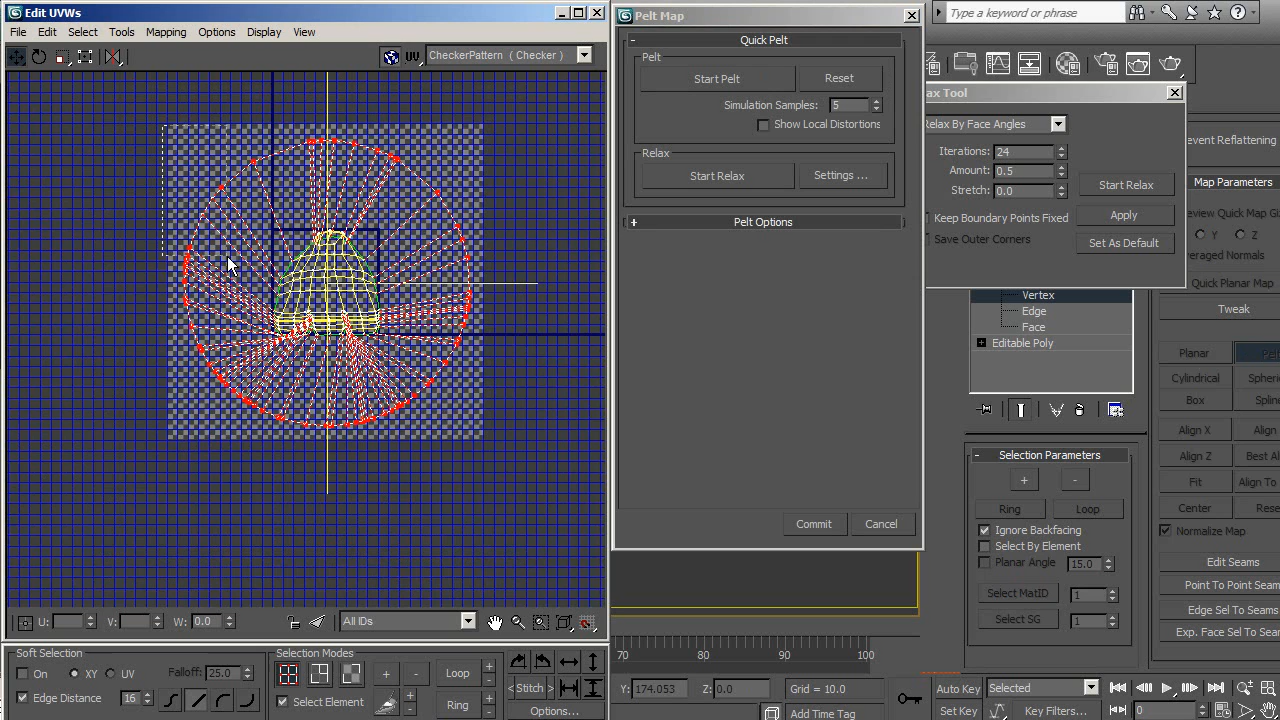 Edit UVWs
File Edit Select Tools Mapping Options Display View
UV CheckerPattern ( Checker )
U: V: W: 0.0 All IDs
Soft Selection
On XY UV Falloff: 25.0
Edge Distance 16
Selection Modes
+ - Loop + -
Select Element + - Ring + -
Stitch
Options...
Pelt Map
- Quick Pelt
Pelt
Start Pelt Reset
Simulation Samples: 5
Show Local Distortions
Relax
Start Relax Settings ...
+ Pelt Options
Commit Cancel
Type a keyword or phrase
ax Tool
Relax By Face Angles
Iterations: 24
Amount: 0.5
Stretch: 0.0
Start Relax
Keep Boundary Points Fixed Apply
Save Outer Corners Set As Default
Prevent Reflattening
Map Parameters
Y Z
veraged Normals
Quick Planar Map
Tweak
Vertex
Edge
Face
+ Editable Poly
Planar
Cylindrical
Box
Align X Align
Align Z
Fit Align To
Center
Normalize Map
Edit Seams
Point To Point Seam
Edge Sel To Seams
Exp. Face Sel To Seam
- Selection Parameters
+ -
Ring Loop
Ignore Backfacing
Select By Element
Planar Angle 15.0
Select MatID 1
Select SG 1
70 80 90 100
Y: 174.053 Z: 0.0 Grid = 10.0
Add Time Tag
Auto Key Selected
Set Key Key Filters... 0